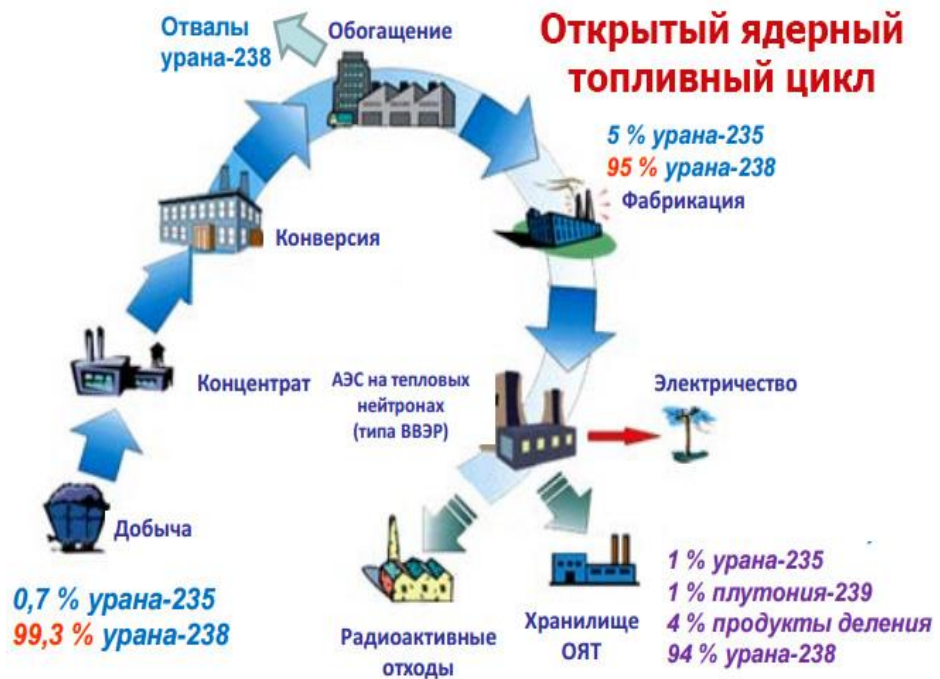 Открытый ядерный
топливный цикл
Отвалы
урана-238
Обогащение
5 % урана-235
95 % урана-238
Фабрикация
Конверсия
Концентрат
АЭС на тепловых
нейтронах
(типа ВВЭР)
Электричество
Добыча
0,7 % урана-235
99,3 % урана-238
Радиоактивные
отходы
Хранилище
ОЯТ
1 % урана-235
1 % плутония-239
4 % продукты деления
94 % урана-238